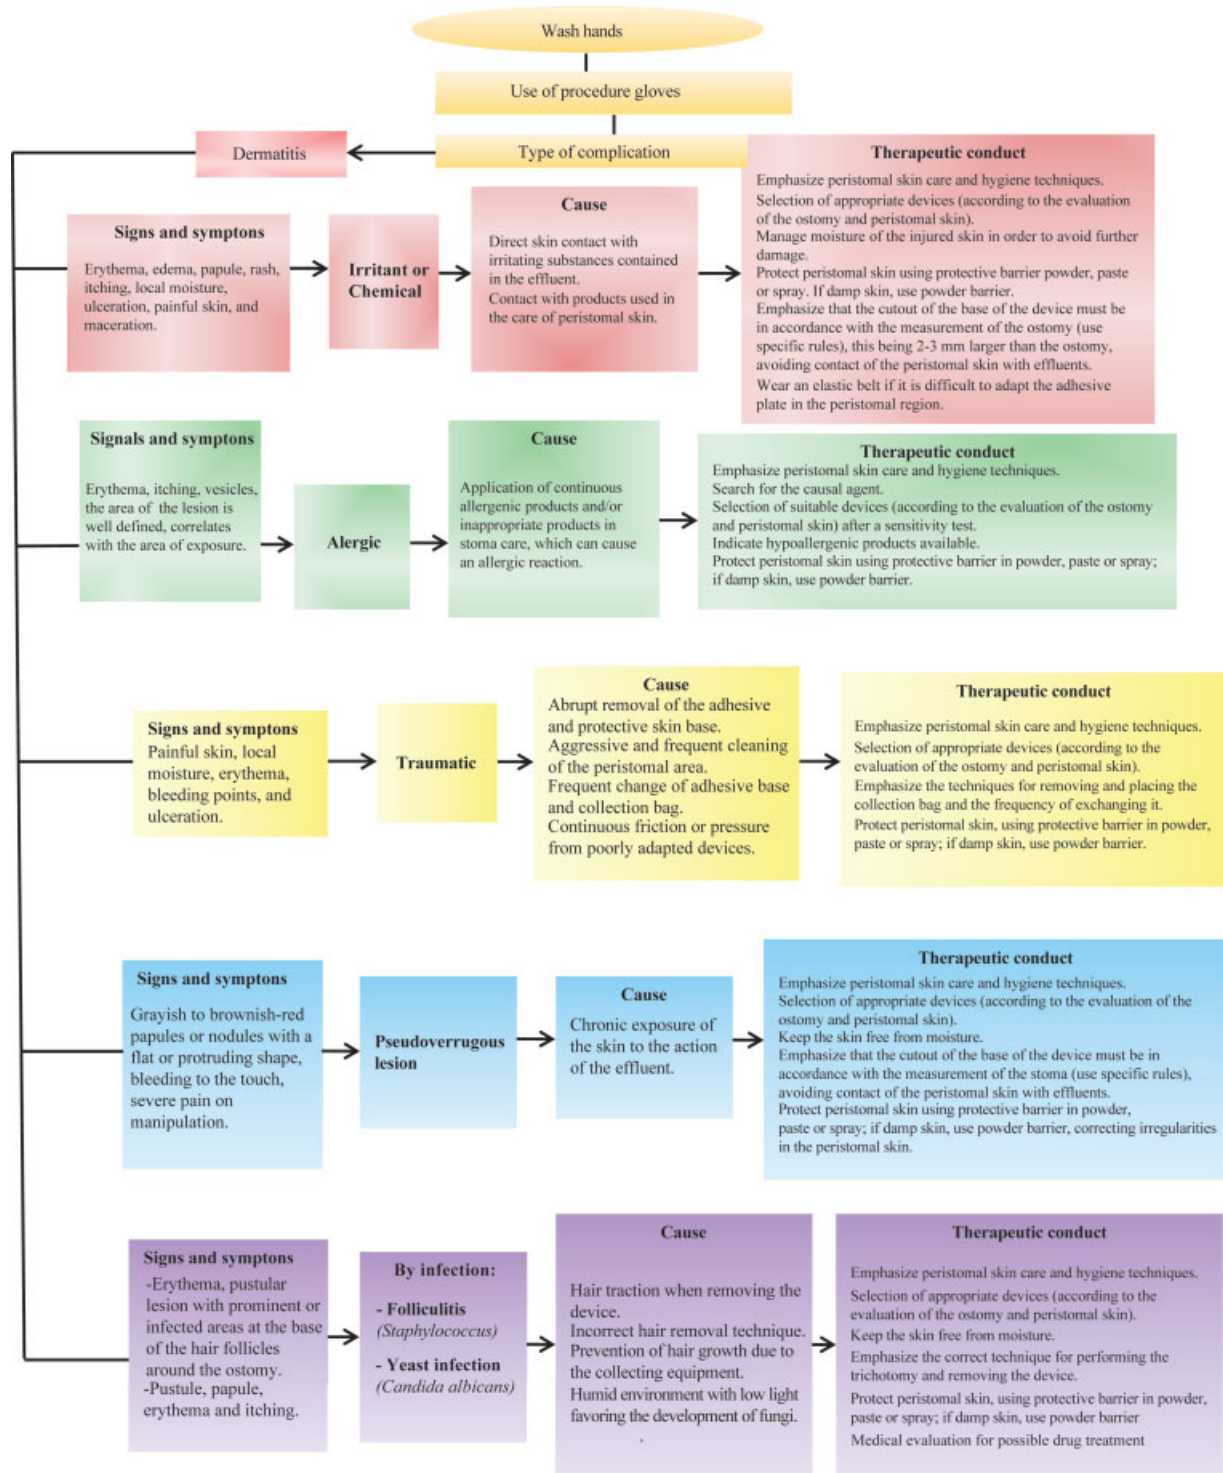 Wash hands
Use of procedure gloves
Type of complication
Dermatitis
Signs and symptons
Erythema, edema, papule, rash,
itching, local moisture,
ulceration, painful skin, and
maceration.
Irritant or
Chemical
Cause
Direct skin contact with
irritating substances contained
in the effluent.
Contact with products used in
the care of peristomal skin.
Therapeutic conduct
Emphasize peristomal skin care and hygiene techniques.
Selection of appropriate devices (according to the evaluation
of the ostomy and peristomal skin).
Manage moisture of the injured skin in order to avoid further
damage.
Protect peristomal skin using protective barrier powder, paste
or spray. If damp skin, use powder barrier.
Emphasize that the cutout of the base of the device must be
in accordance with the measurement of the ostomy (use
specific rules), this being 2-3 mm larger than the ostomy,
avoiding contact of the peristomal skin with effluents.
Wear an elastic belt if it is difficult to adapt the adhesive
plate in the peristomal region.
Signals and symptons
Erythema, itching, vesicles,
the area of the lesion is
well defined, correlates
with the area of exposure.
Alergic
Cause
Application of continuous
allergenic products and/or
inappropriate products in
stoma care, which can cause
an allergic reaction.
Therapeutic conduct
Emphasize peristomal skin care and hygiene techniques.
Search for the causal agent.
Selection of suitable devices (according to the evaluation of the ostomy
and peristomal skin) after a sensitivity test.
Indicate hypoallergenic products available.
Protect peristomal skin using protective barrier in powder, paste or spray;
if damp skin, use powder barrier.
Signs and symptons
Painful skin, local
moisture, erythema,
bleeding points, and
ulceration.
Traumatic
Cause
Abrupt removal of the adhesive
and protective skin base.
Aggressive and frequent cleaning
of the peristomal area.
Frequent change of adhesive base
and collection bag.
Continuous friction or pressure
from poorly adapted devices.
Therapeutic conduct
Emphasize peristomal skin care and hygiene techniques.
Selection of appropriate devices (according to the
evaluation of the ostomy and peristomal skin).
Emphasize the techniques for removing and placing the
collection bag and the frequency of exchanging it.
Protect peristomal skin, using protective barrier in powder,
paste or spray; if damp skin, use powder barrier.
Signs and symptons
Grayish to brownish-red
papules or nodules with a
flat or protruding shape,
bleeding to the touch,
severe pain on
manipulation.
Pseudoverrugous
lesion
Cause
Chronic exposure of
the skin to the action
of the effluent.
Therapeutic conduct
Emphasize peristomal skin care and hygiene techniques.
Selection of appropriate devices (according to the evaluation of the
ostomy and peristomal skin).
Keep the skin free from moisture.
Emphasize that the cutout of the base of the device must be in
accordance with the measurement of the stoma (use specific rules),
avoiding contact of the peristomal skin with effluents.
Protect peristomal skin using protective barrier in powder,
paste or spray; if damp skin, use powder barrier, correcting irregularities
in the peristomal skin.
Signs and symptons
-Erythema, pustular
lesion with prominent or
infected areas at the base
of the hair follicles
around the ostomy.
-Pustule, papule,
erythema and itching.
By infection:
- Folliculitis
(Staphylococcus)
- Yeast infection
(Candida albicans)
Cause
Hair traction when removing the
device.
Incorrect hair removal technique.
Prevention of hair growth due to
the collecting equipment.
Humid environment with low light
favoring the development of fungi.
.
Therapeutic conduct
Emphasize peristomal skin care and hygiene techniques.
Selection of appropriate devices (according to the
evaluation of the ostomy and peristomal skin).
Keep the skin free from moisture.
Emphasize the correct technique for performing the
trichotomy and removing the device.
Protect peristomal skin, using protective barrier in powder,
paste or spray; if damp skin, use powder barrier
Medical evaluation for possible drug treatment